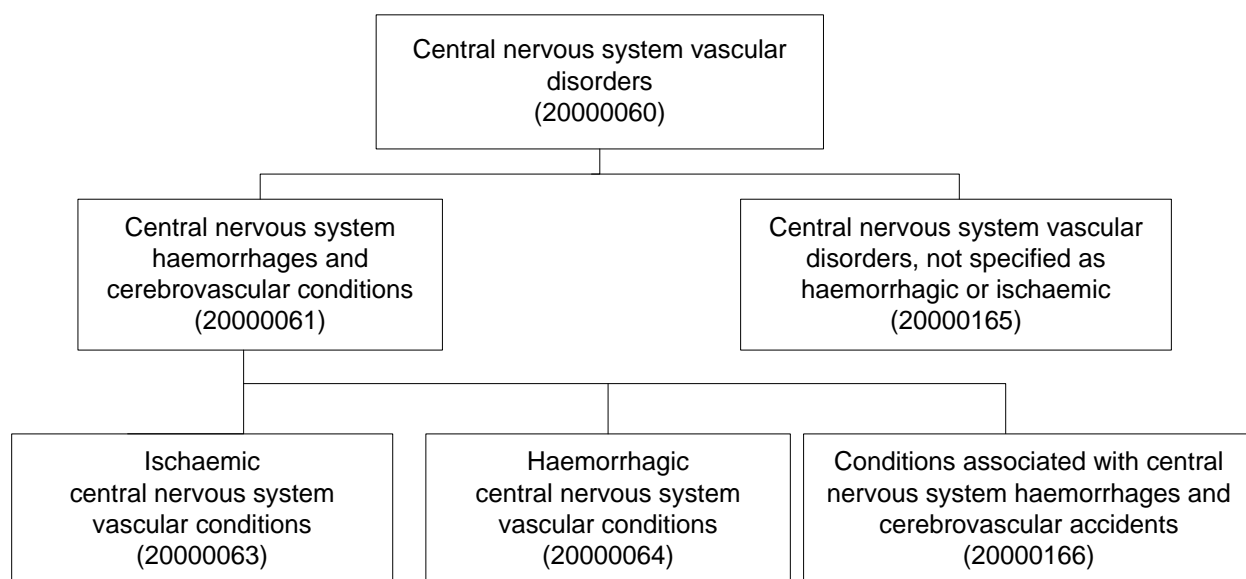 Central nervous system vascular
disorders
(20000060)
Central nervous system
haemorrhages and
cerebrovascular conditions
(20000061)
Central nervous system vascular
disorders, not specified as
haemorrhagic or ischaemic
(20000165)
Ischaemic
central nervous system
vascular conditions
(20000063)
Haemorrhagic
central nervous system
vascular conditions
(20000064)
Conditions associated with central
nervous system haemorrhages and
cerebrovascular accidents
(20000166)